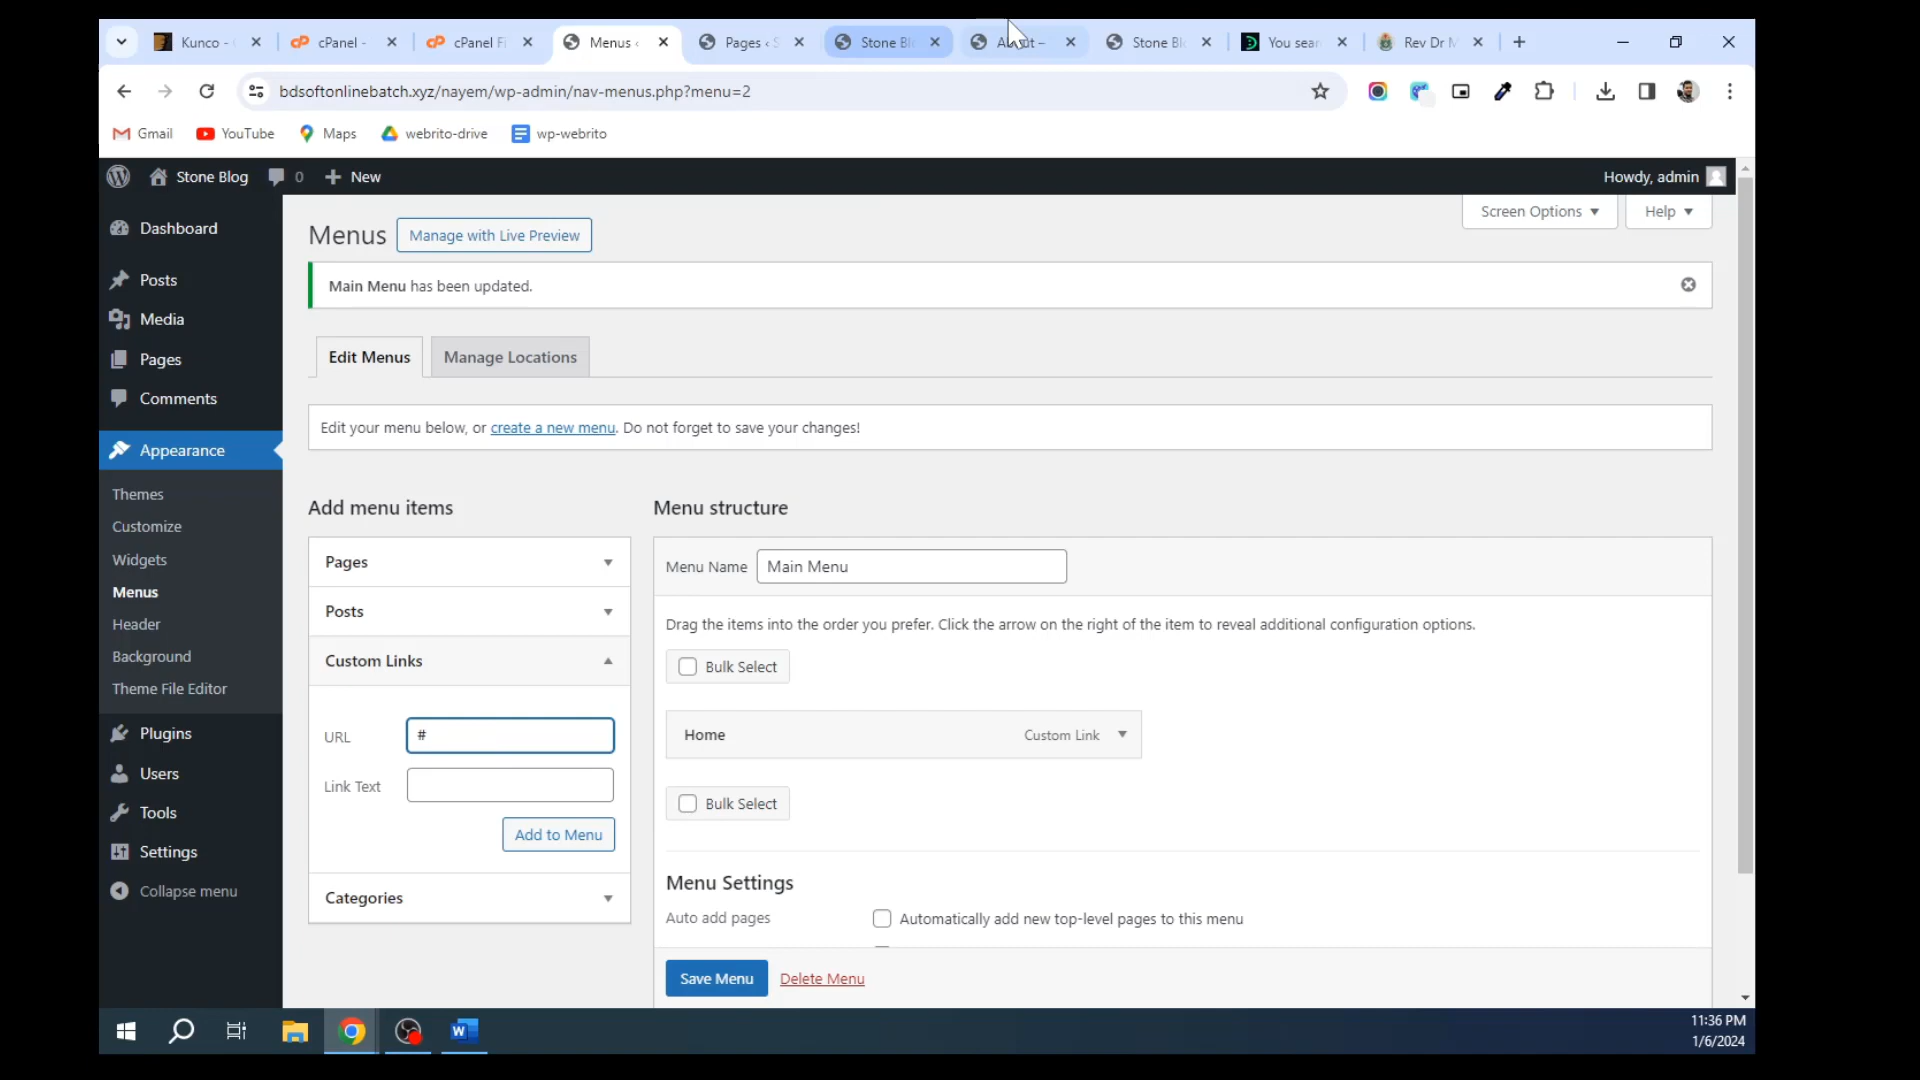 Kunco -
cPanel -
cPanel Fi
Menus ‹
Pages ‹ S
Stone Bl
Stone Bl
You sear
Rev Dr M
bdsoftonlinebatch.xyz/nayem/wp-admin/nav-menus.php?menu=2
Gmail
YouTube
Maps
webrito-drive
wp-webrito
Stone Blog
0
New
Howdy, admin
Screen Options
Help
Dashboard
Posts
Media
Pages
Comments
Appearance
Themes
Customize
Widgets
Menus
Header
Background
Theme File Editor
Plugins
Users
Tools
Settings
Collapse menu
Menus
Manage with Live Preview
Main Menu has been updated.
Edit Menus
Manage Locations
Edit your menu below, or create a new menu. Do not forget to save your changes!
Add menu items
Pages
Posts
Custom Links
URL
#
Link Text
Add to Menu
Categories
Menu structure
Menu Name
Main Menu
Drag the items into the order you prefer. Click the arrow on the right of the item to reveal additional configuration options.
Bulk Select
Home
Custom Link
Bulk Select
Menu Settings
Auto add pages
Automatically add new top-level pages to this menu
Save Menu
Delete Menu
11:36 PM
1/6/2024